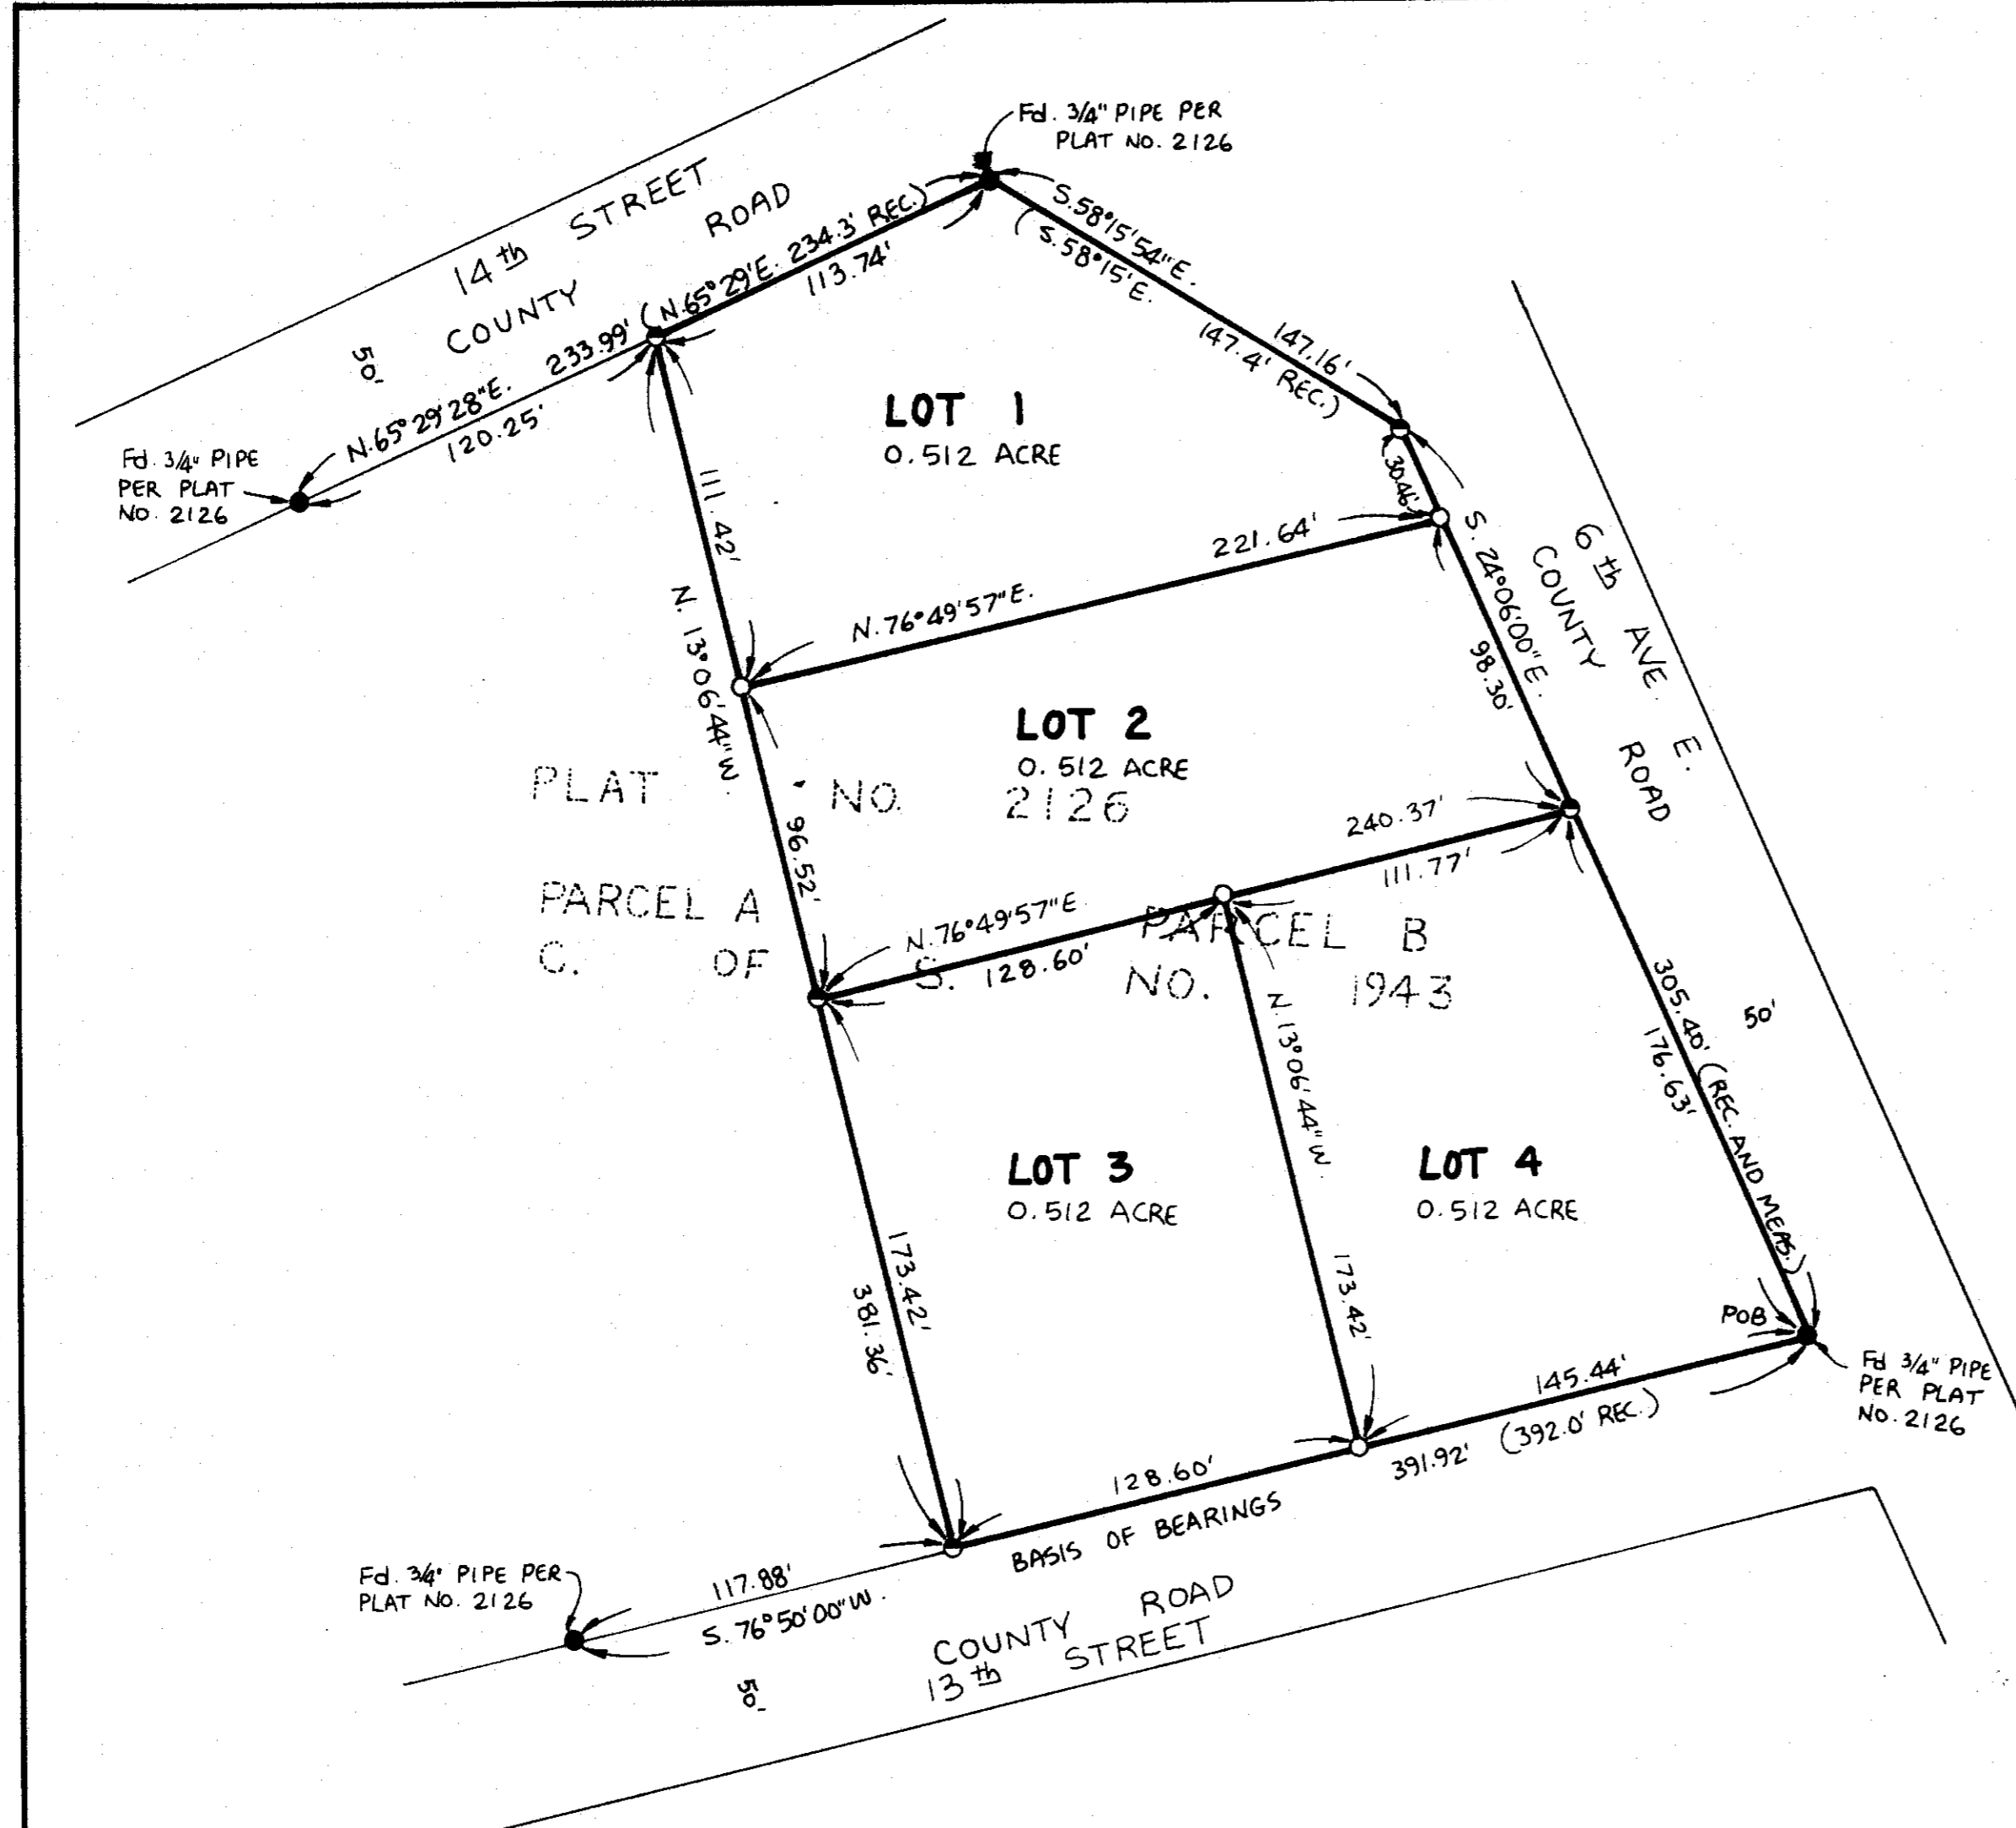 Fd. 3/4" PIPE PER
PLAT NO. 2126
14th STREET
COUNTY ROAD
50'
N.65°29'28"E. 233.99' (N.65°29'E. 234.3' REC.)
120.25'
113.74'
Fd. 3/4" PIPE
PER PLAT
NO. 2126
S.58°15'54"E. 147.16'
(S.58°15'E. 147.4' REC.)
LOT 1
0.512 ACRE
30.46'
111.42'
221.64'
N.76°49'57"E.
S. 24°06'00"E.
98.30'
6th AVE. E.
COUNTY ROAD
N. 13°06'44"W.
LOT 2
0.512 ACRE
PLAT NO. 2126
96.52'
240.37'
111.77'
N.76°49'57"E.
128.60'
PARCEL A
C. OF S. NO. 1943
PARCEL B
N.13°06'44"W.
305.40' (REC. AND MEAS.)
176.63'
50'
LOT 3
0.512 ACRE
LOT 4
0.512 ACRE
173.42'
381.36'
173.42'
POB
Fd 3/4" PIPE
PER PLAT
NO. 2126
145.44'
391.92' (392.0' REC.)
128.60'
BASIS OF BEARINGS
Fd. 3/4" PIPE PER
PLAT NO. 2126
117.88'
S. 76°50'00"W.
50'
COUNTY ROAD
13th STREET